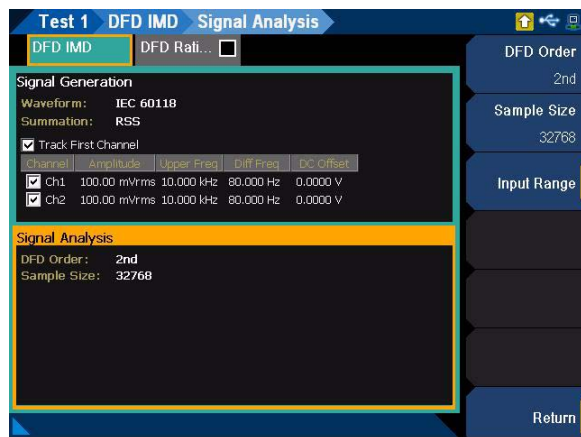 Test 1 DFD IMD Signal Analysis
DFD IMD DFD Rati...
DFD Order
2nd
Sample Size
32768
Input Range
Return
Signal Generation
Waveform: IEC 60118
Summation: RSS
Track First Channel
Channel Amplitude Upper Freq Diff Freq DC Offset
Ch1 100.00 mVrms 10.000 kHz 80.000 Hz 0.0000 V
Ch2 100.00 mVrms 10.000 kHz 80.000 Hz 0.0000 V
Signal Analysis
DFD Order: 2nd
Sample Size: 32768